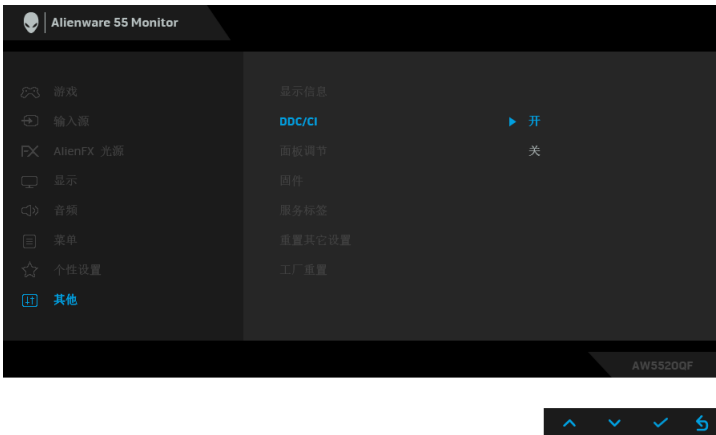 Alienware 55 Monitor
游戏
显示信息
输入源
DDC/CI
开
FX
AlienFX 光源
面板调节
关
显示
固件
音频
服务标签
菜单
重置其它设置
个性设置
工厂重置
其他
AW5520QF